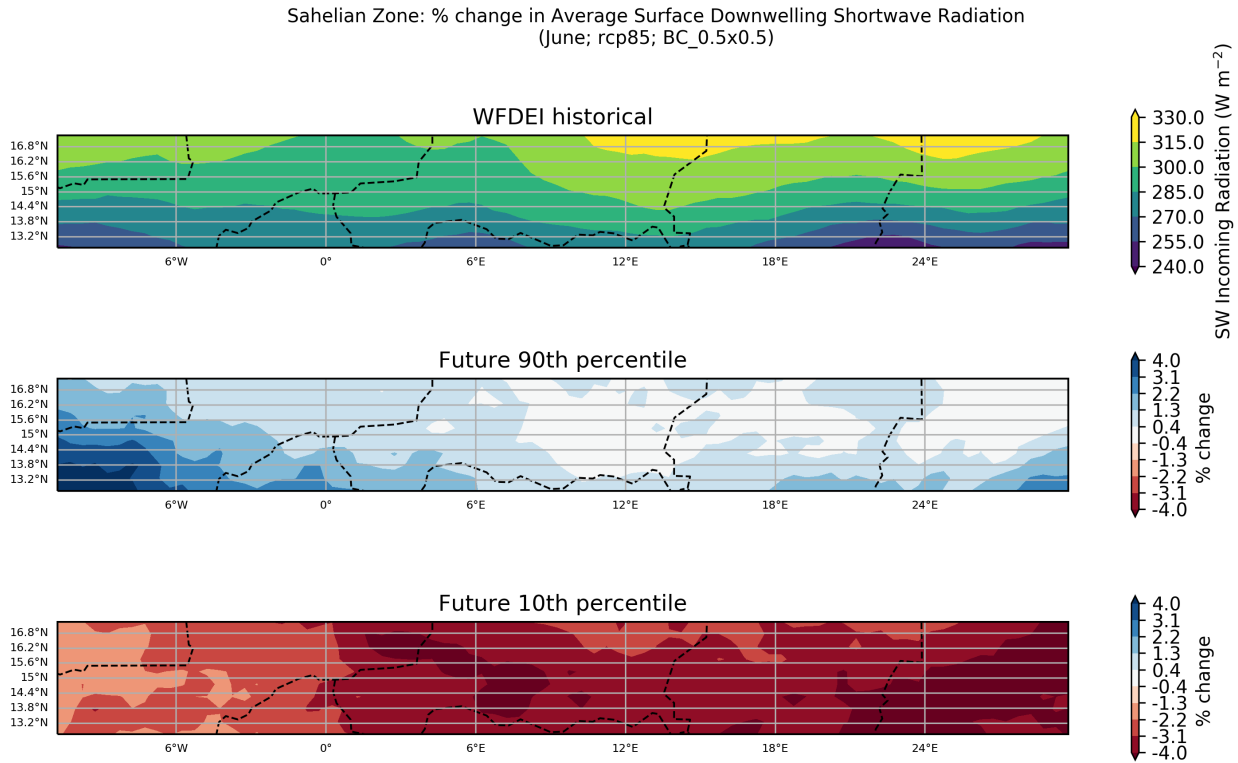 Sahelian Zone: % change in Average Surface Downwelling Shortwave Radiation
(June; rcp85; BC_0.5x0.5)
WFDEI historical
16.8°N
16.2°N
15.6°N
15°N
14.4°N
13.8°N
13.2°N
6°W 0° 6°E 12°E 18°E 24°E
330.0
315.0
300.0
285.0
270.0
255.0
240.0
SW Incoming Radiation (W m⁻²)
Future 90th percentile
16.8°N
16.2°N
15.6°N
15°N
14.4°N
13.8°N
13.2°N
6°W 0° 6°E 12°E 18°E 24°E
4.0
3.1
2.2
1.3
0.4
-0.4
-1.3
-2.2
-3.1
-4.0
% change
Future 10th percentile
16.8°N
16.2°N
15.6°N
15°N
14.4°N
13.8°N
13.2°N
6°W 0° 6°E 12°E 18°E 24°E
4.0
3.1
2.2
1.3
0.4
-0.4
-1.3
-2.2
-3.1
-4.0
% change